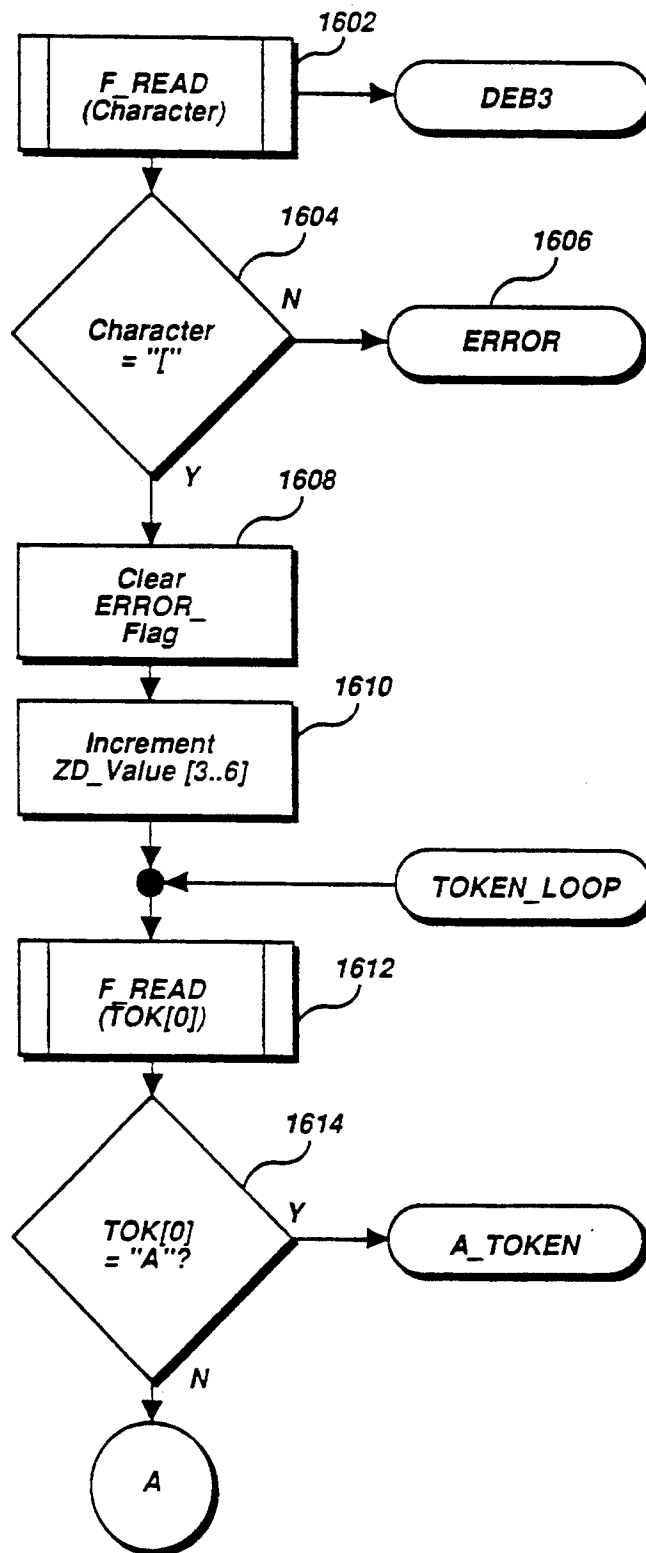 1602
F_READ
(Character)
DEB3
1604
N
1606
Character
= "["
ERROR
Y
1608
Clear
ERROR_
Flag
1610
Increment
ZD_Value [3..6]
TOKEN_LOOP
F_READ
(TOK[0])
1612
1614
Y
TOK[0]
= "A"?
A_TOKEN
N
A